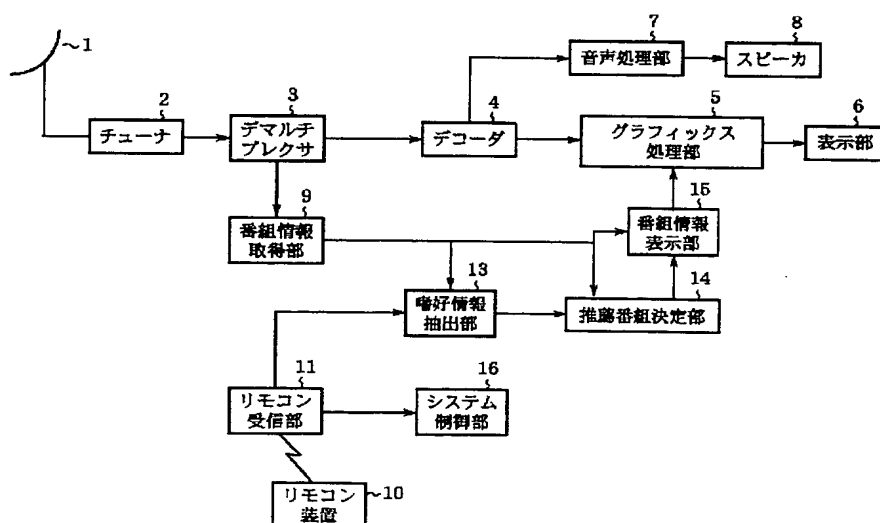 ~1
7
音声処理部
8
スピーカ
2
チューナ
3
デマルチ
プレクサ
4
デコーダ
5
グラフィックス
処理部
6
表示部
9
番組情報
取得部
15
番組情報
表示部
13
嗜好情報
抽出部
14
推薦番組決定部
11
リモコン
受信部
16
システム
制御部
リモコン
装置
~10